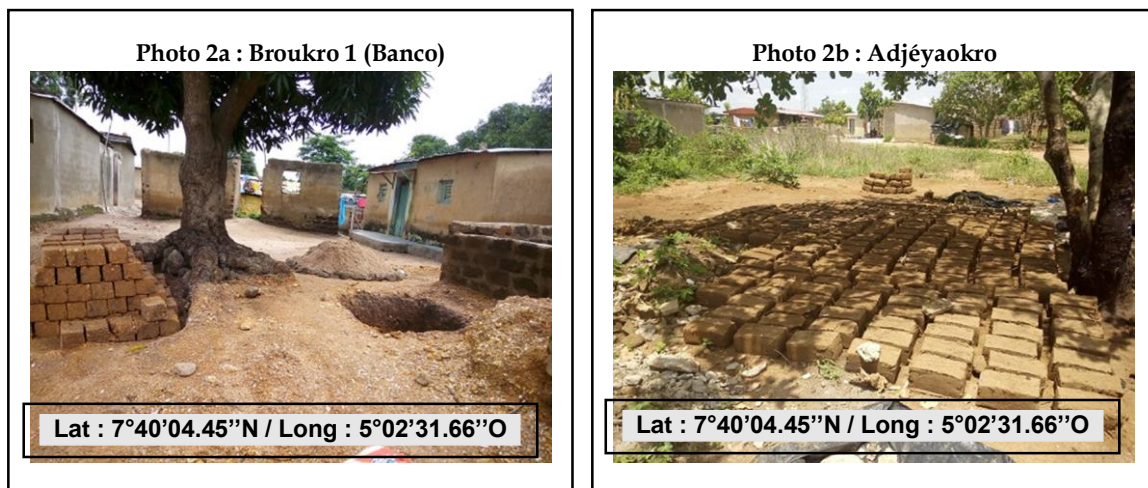 Photo 2a : Broukro 1 (Banco)
Lat : 7°40’04.45’’N / Long : 5°02’31.66’’O
Photo 2b : Adjéyaokro
Lat : 7°40’04.45’’N / Long : 5°02’31.66’’O